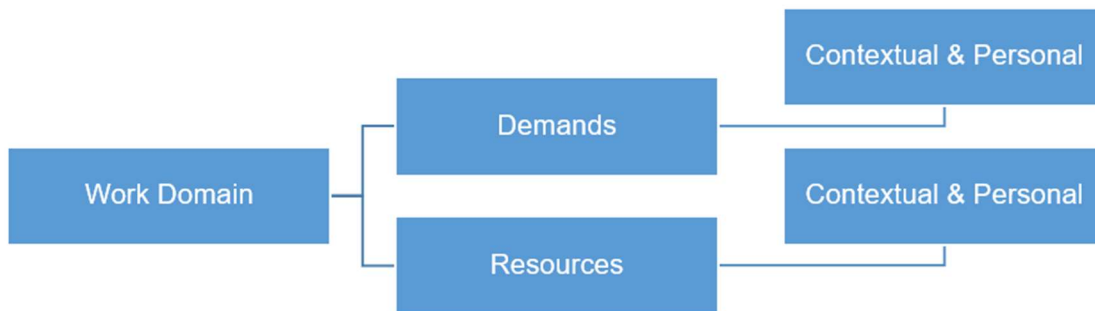 Contextual & Personal
Demands
Work Domain
Contextual & Personal
Resources